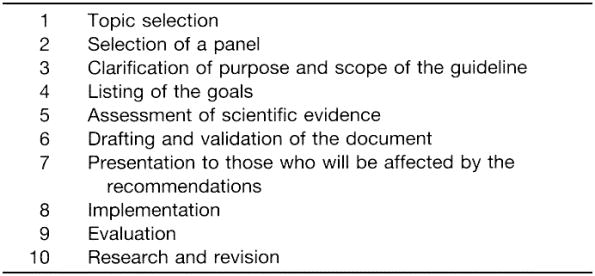 1 Topic selection
2 Selection of a panel
3 Clarification of purpose and scope of the guideline
4 Listing of the goals
5 Assessment of scientific evidence
6 Drafting and validation of the document
7 Presentation to those who will be affected by the
recommendations
8 Implementation
9 Evaluation
10 Research and revision